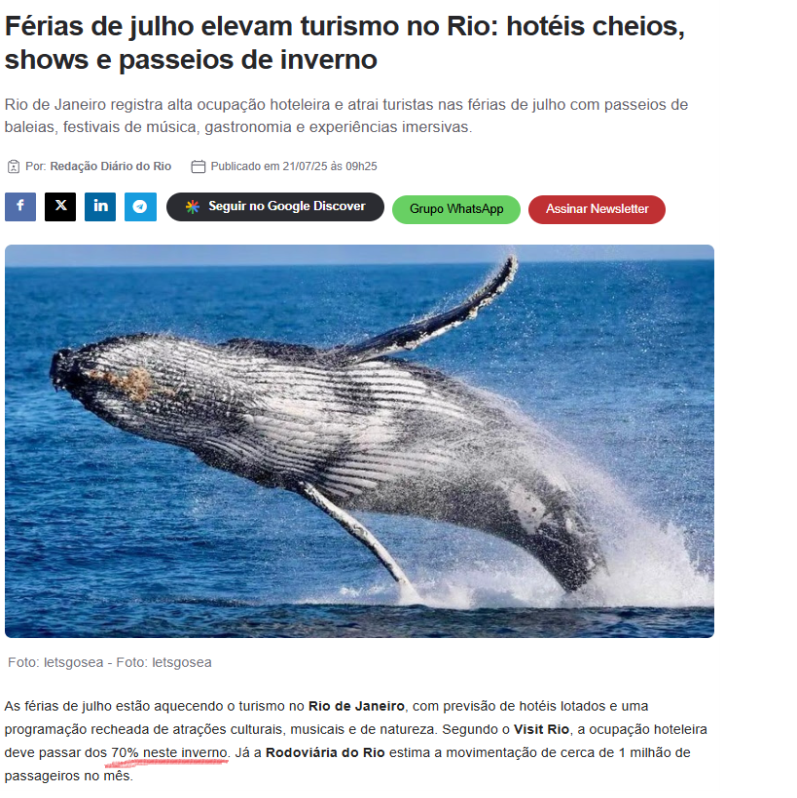 Férias de julho elevam turismo no Rio: hotéis cheios,
shows e passeios de inverno
Rio de Janeiro registra alta ocupação hoteleira e atrai turistas nas férias de julho com passeios de
baleias, festivais de música, gastronomia e experiências imersivas.
Por: Redação Diário do Rio Publicado em 21/07/25 às 09h25
f X in Seguir no Google Discover Grupo WhatsApp Assinar Newsletter
Foto: letsgosea - Foto: letsgosea
As férias de julho estão aquecendo o turismo no Rio de Janeiro, com previsão de hotéis lotados e uma
programação recheada de atrações culturais, musicais e de natureza. Segundo o Visit Rio, a ocupação hoteleira
deve passar dos 70% neste inverno. Já a Rodoviária do Rio estima a movimentação de cerca de 1 milhão de
passageiros no mês.